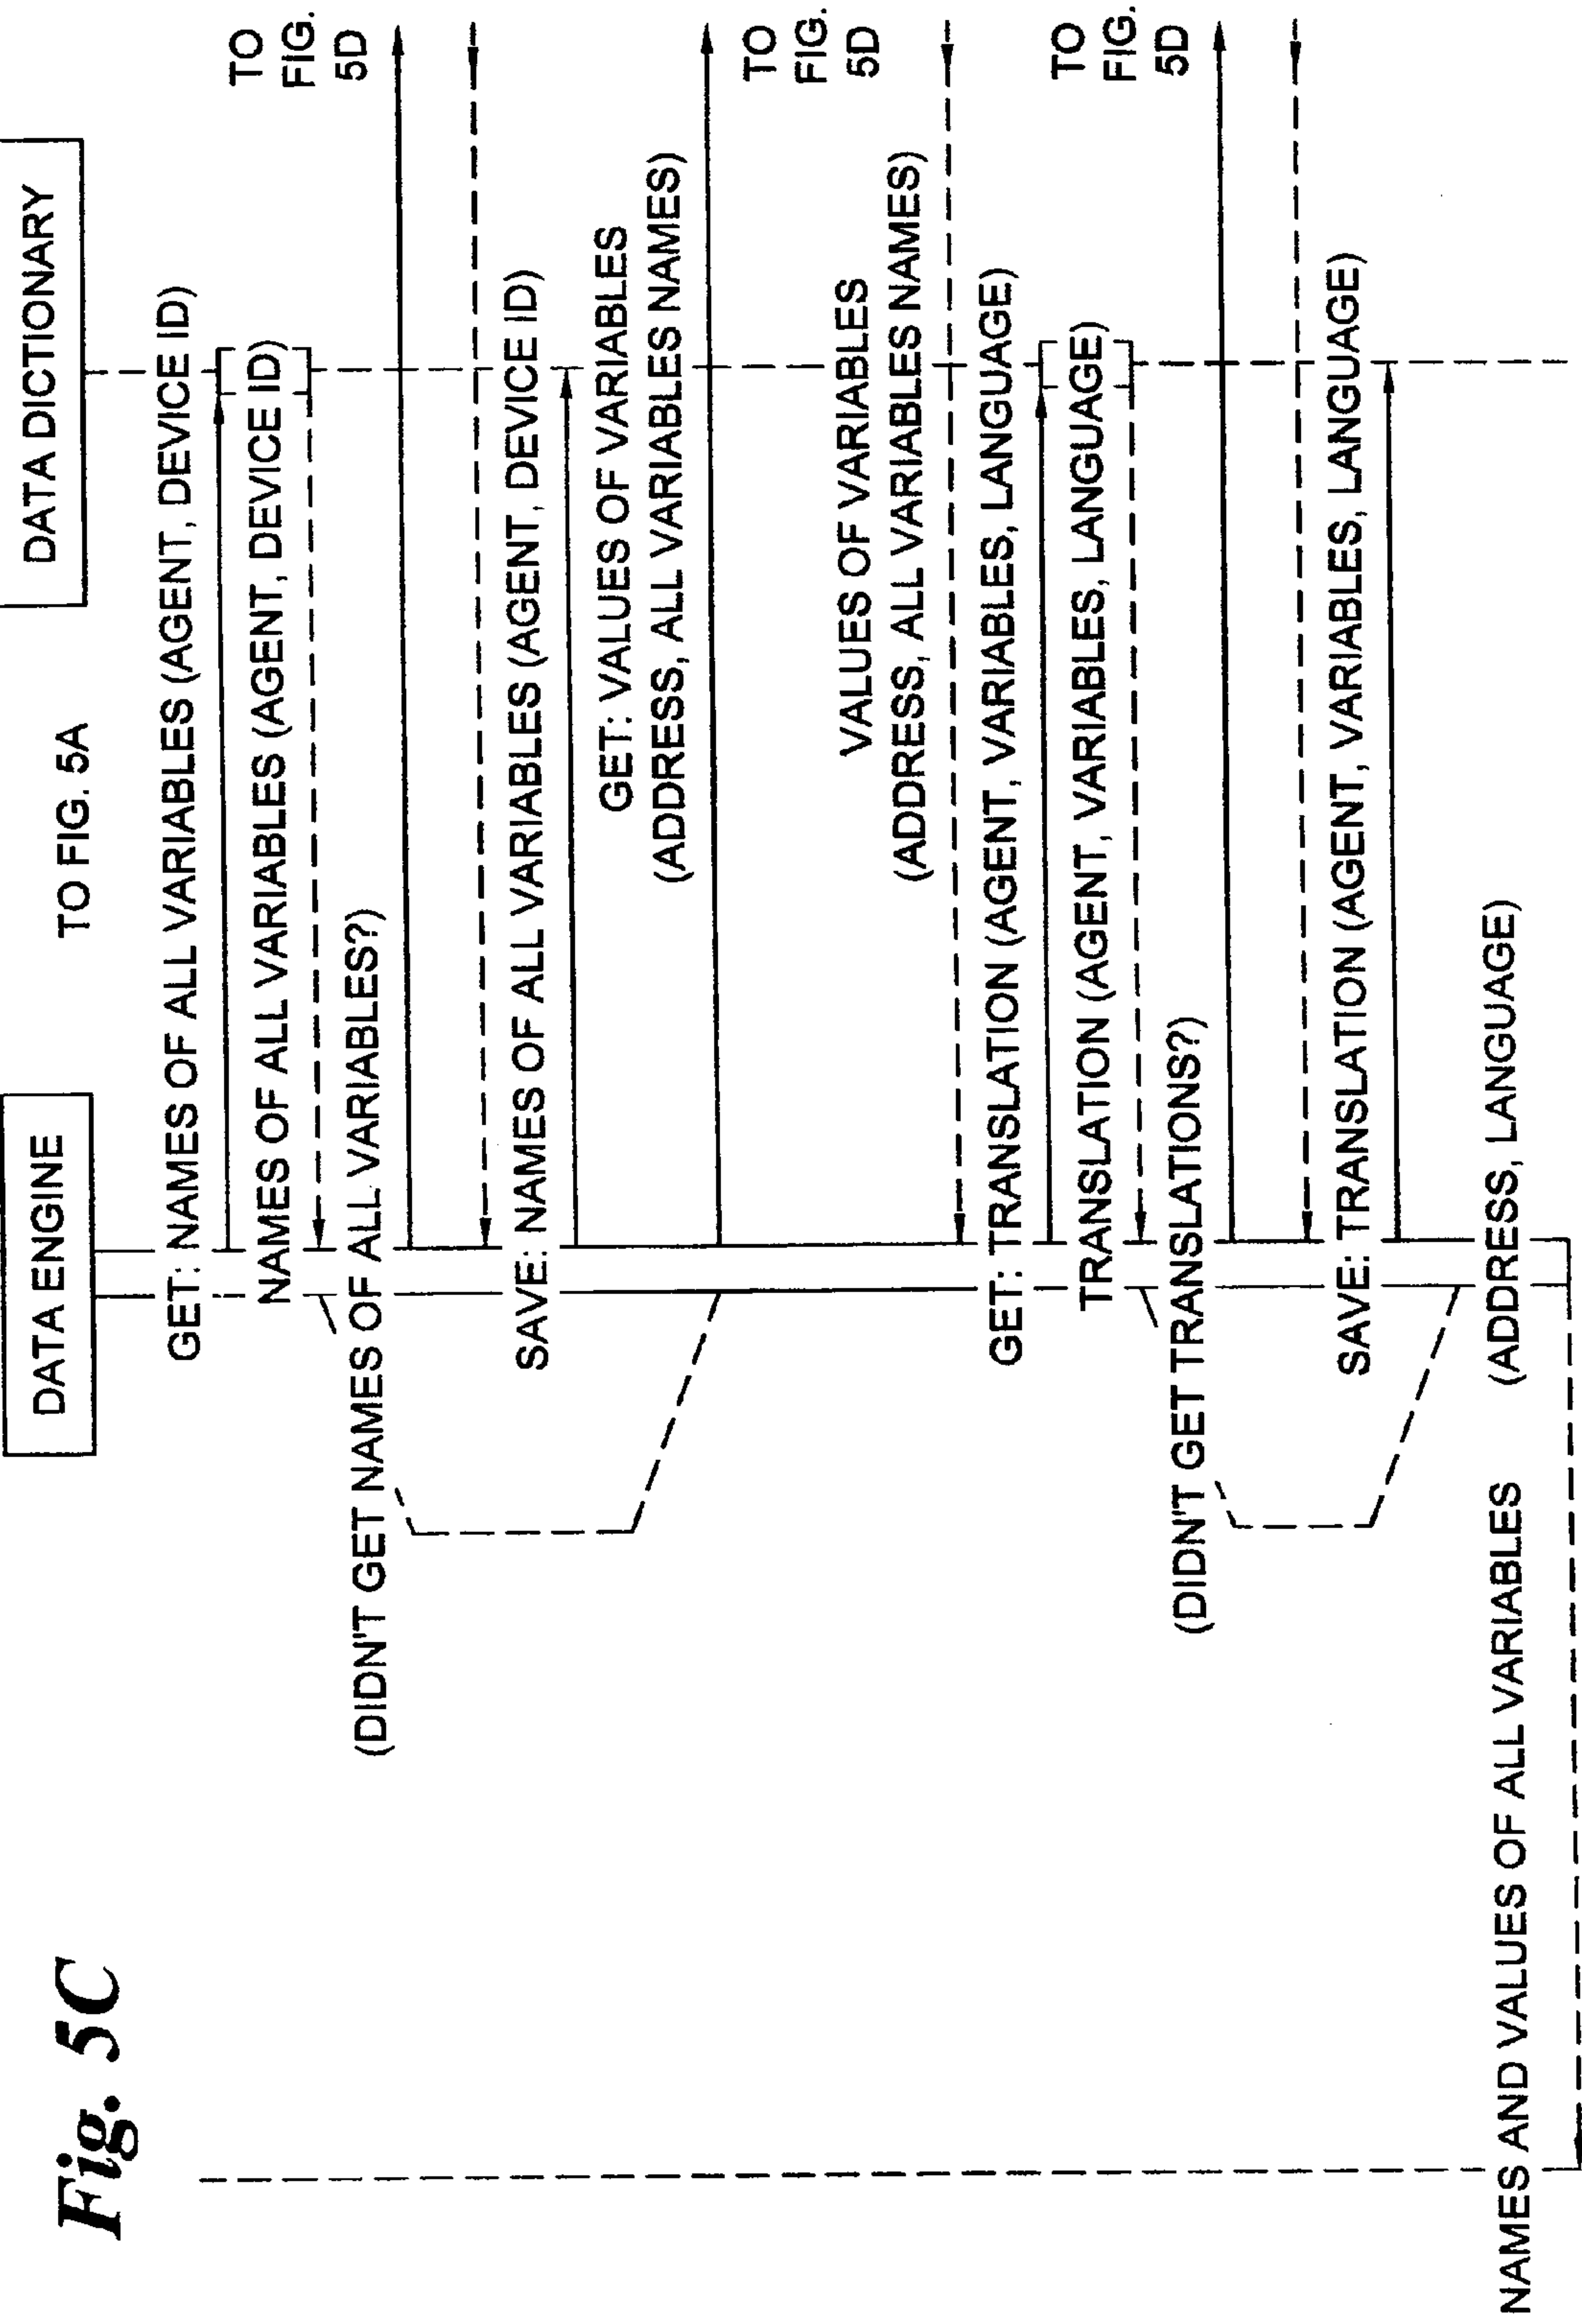 Fig. 5C
TO FIG. 5A
DATA ENGINE
DATA DICTIONARY
GET: NAMES OF ALL VARIABLES (AGENT, DEVICE ID)
NAMES OF ALL VARIABLES (AGENT, DEVICE ID)
TO
FIG.
5D
(DIDN'T GET NAMES OF ALL VARIABLES?)
SAVE: NAMES OF ALL VARIABLES (AGENT, DEVICE ID)
GET: VALUES OF VARIABLES
(ADDRESS, ALL VARIABLES NAMES)
TO
FIG.
5D
VALUES OF VARIABLES
(ADDRESS, ALL VARIABLES NAMES)
GET: TRANSLATION (AGENT, VARIABLES, LANGUAGE)
TRANSLATION (AGENT, VARIABLES, LANGUAGE)
TO
FIG.
5D
(DIDN'T GET TRANSLATIONS?)
SAVE: TRANSLATION (AGENT, VARIABLES, LANGUAGE)
NAMES AND VALUES OF ALL VARIABLES (ADDRESS, LANGUAGE)